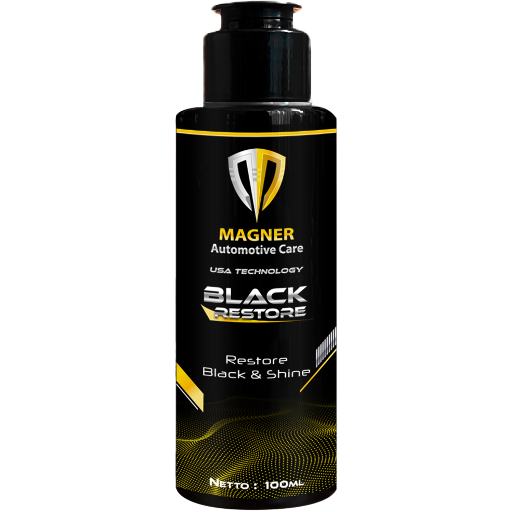 MAGNER
Automotive Care
USA TECHNOLOGY
BLACK
RESTORE
Restore
Black & Shine
Netto : 100ML